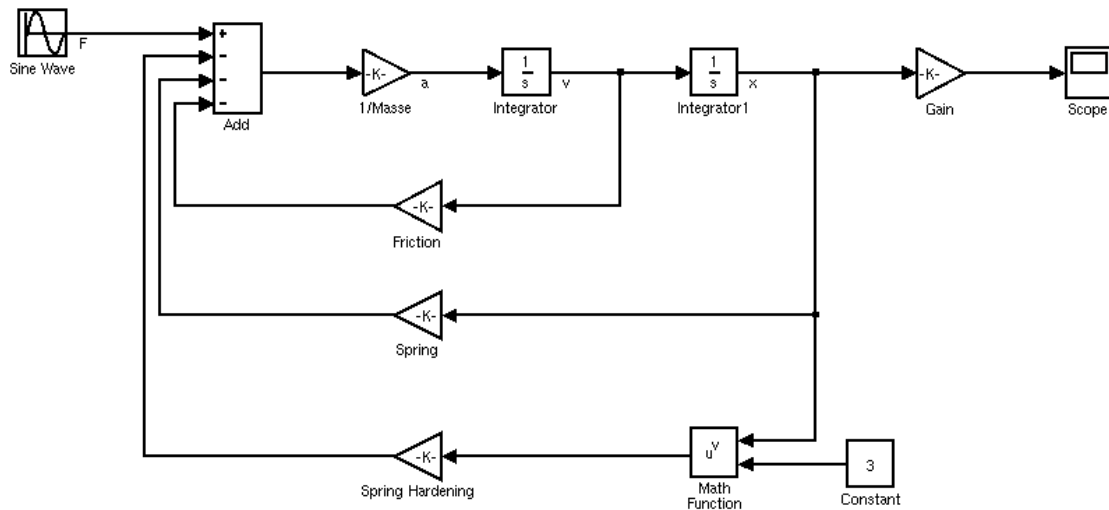 F
Sine Wave
+
−
−
−
Add
-K-
1/Masse
a
1
s
Integrator
v
1
s
Integrator1
x
-K-
Gain
Scope
-K-
Friction
-K-
Spring
-K-
Spring Hardening
u^v
Math
Function
3
Constant